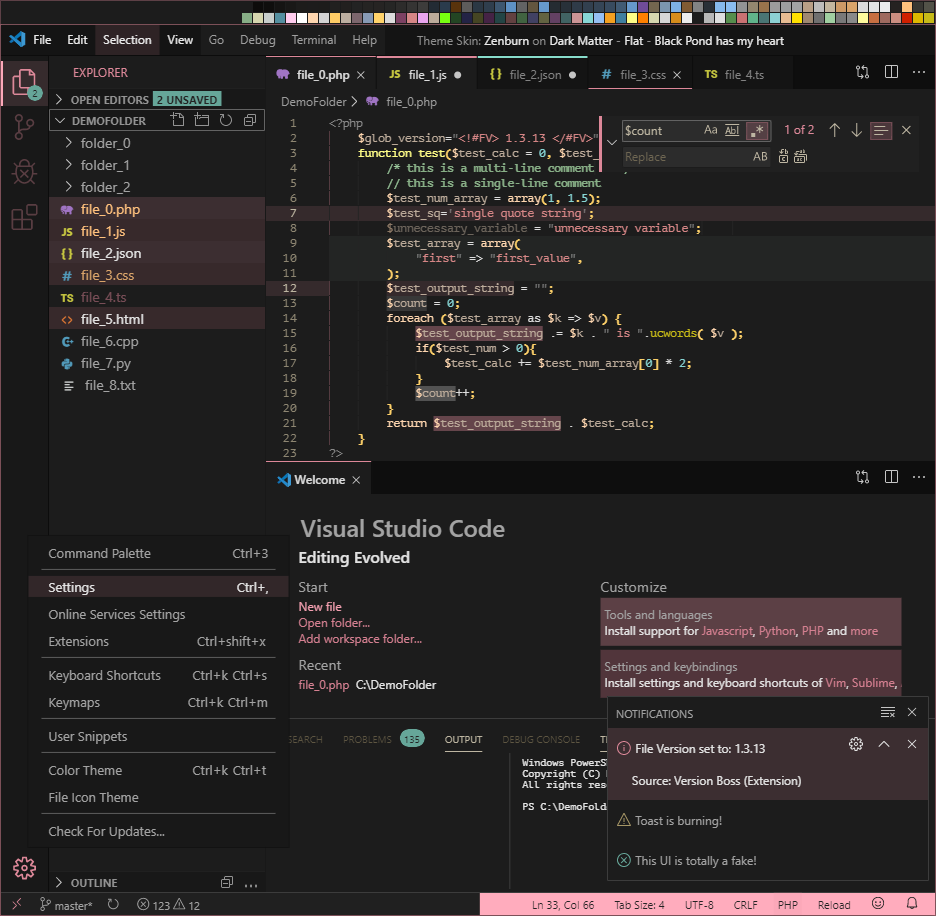 File Edit Selection View Go Debug Terminal Help Theme Skin: Zenburn on Dark Matter - Flat - Black Pond has my heart
2
EXPLORER
OPEN EDITORS 2 UNSAVED
DEMOFOLDER
folder_0
folder_1
folder_2
file_0.php
JS file_1.js
{} file_2.json
# file_3.css
TS file_4.ts
<> file_5.html
file_6.cpp
file_7.py
file_8.txt
file_0.php × JS file_1.js ● {} file_2.json ● # file_3.css × TS file_4.ts
DemoFolder > file_0.php
1 <?php
2 $glob_version="<!#FV> 1.3.13 </#FV>"
3 function test($test_calc = 0, $test_
4 /* this is a multi-line comment
5 // this is a single-line comment
6 $test_num_array = array(1, 1.5);
7 $test_sq='single quote string';
8 $unnecessary_variable = "unnecessary variable";
9 $test_array = array(
10 "first" => "first_value",
11 );
12 $test_output_string = "";
13 $count = 0;
14 foreach ($test_array as $k => $v) {
15 $test_output_string .= $k . " is ".ucwords( $v );
16 if($test_num > 0){
17 $test_calc += $test_num_array[0] * 2;
18 }
19 $count++;
20 }
21 return $test_output_string . $test_calc;
22 }
23 ?>
$count Aa Abl .* 1 of 2
Replace AB
Welcome ×
Visual Studio Code
Editing Evolved
Start
New file
Open folder...
Add workspace folder...
Recent
file_0.php C:\DemoFolder
Customize
Tools and languages
Install support for Javascript, Python, PHP and more
Settings and keybindings
Install settings and keyboard shortcuts of Vim, Sublime,
Command Palette Ctrl+3
Settings Ctrl+,
Online Services Settings
Extensions Ctrl+shift+x
Keyboard Shortcuts Ctrl+k Ctrl+s
Keymaps Ctrl+k Ctrl+m
User Snippets
Color Theme Ctrl+k Ctrl+t
File Icon Theme
Check For Updates...
SEARCH PROBLEMS 135 OUTPUT DEBUG CONSOLE
Windows PowerS
Copyright (C)
All rights rese
PS C:\DemoFold
NOTIFICATIONS
File Version set to: 1.3.13
Source: Version Boss (Extension)
Toast is burning!
This UI is totally a fake!
OUTLINE ...
master* 123 12 Ln 33, Col 66 Tab Size: 4 UTF-8 CRLF PHP Reload